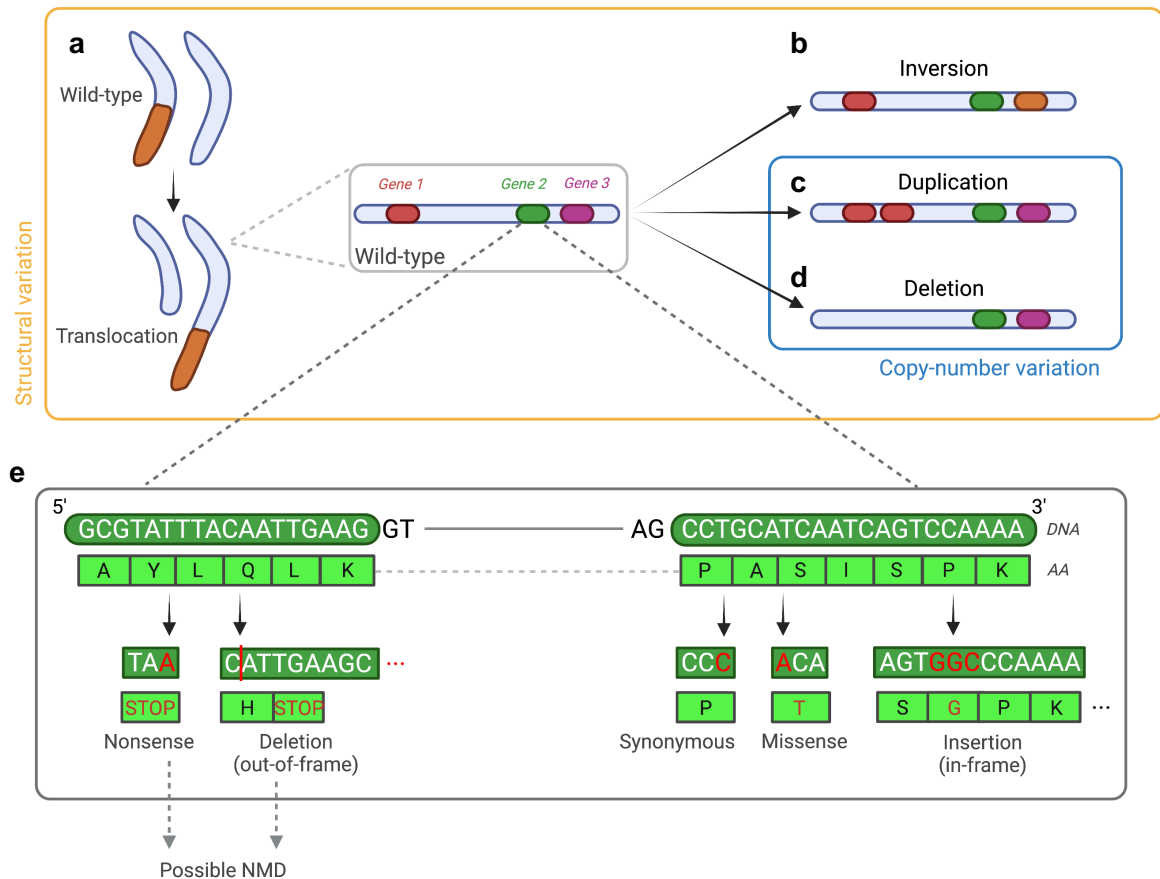 a
Wild-type
Translocation
Structural variation
Gene 1
Gene 2
Gene 3
Wild-type
b
Inversion
c
Duplication
d
Deletion
Copy-number variation
e
5'
3'
GCGTATTTACAATTGAAG GT
AG CCTGCATCAATCAGTCCAAAA DNA
A Y L Q L K
P A S I S P K AA
TAA
CATTGAAGC ...
CCC
ACA
AGTGGCCCAAAA
STOP
H STOP
P
T
S G P K ...
Nonsense
Deletion
(out-of-frame)
Synonymous
Missense
Insertion
(in-frame)
Possible NMD